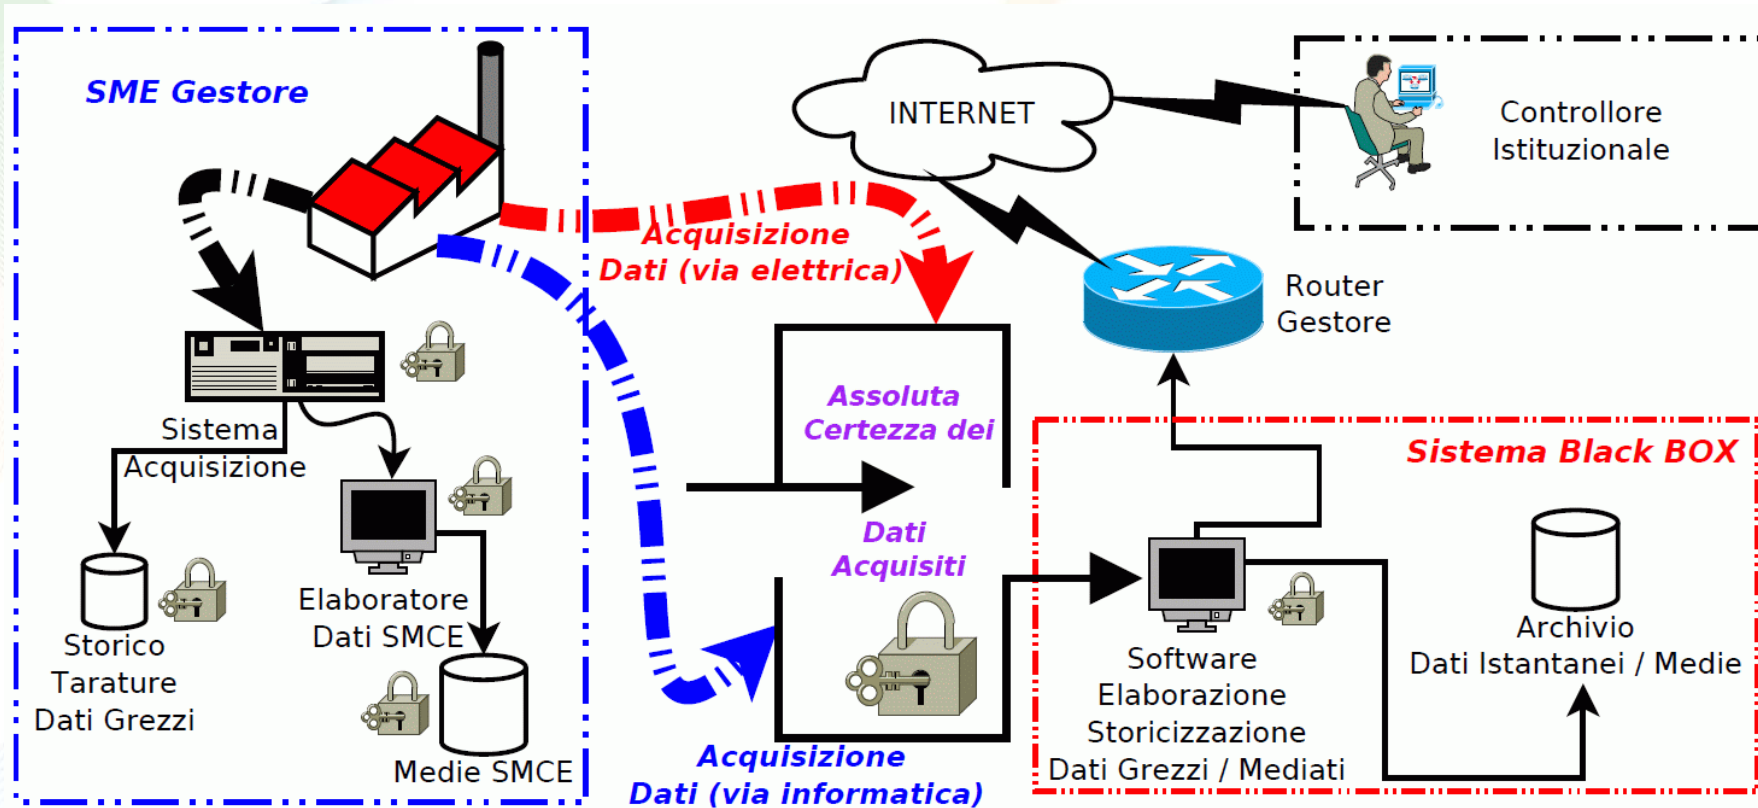 SME Gestore
INTERNET
Controllore
Istituzionale
Acquisizione
Dati (via elettrica)
Router
Gestore
Sistema
Acquisizione
Assoluta
Certezza dei
Dati
Acquisiti
Sistema Black BOX
Elaboratore
Dati SMCE
Storico
Tarature
Dati Grezzi
Medie SMCE
Acquisizione
Dati (via informatica)
Software
Elaborazione
Storicizzazione
Dati Grezzi / Mediati
Archivio
Dati Istantanei / Medie